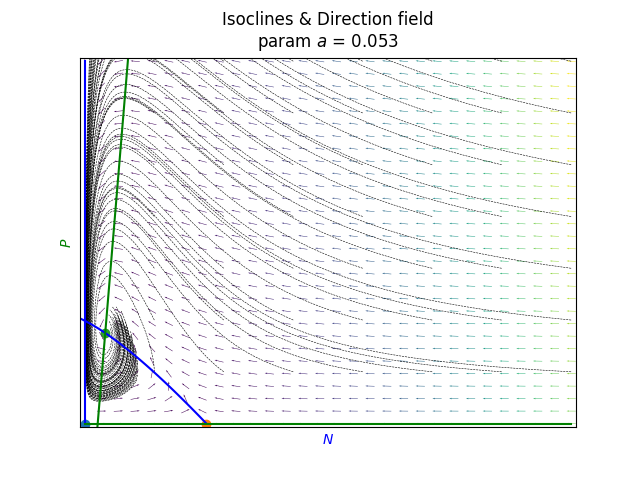 Isoclines & Direction field
param a = 0.053
P
N